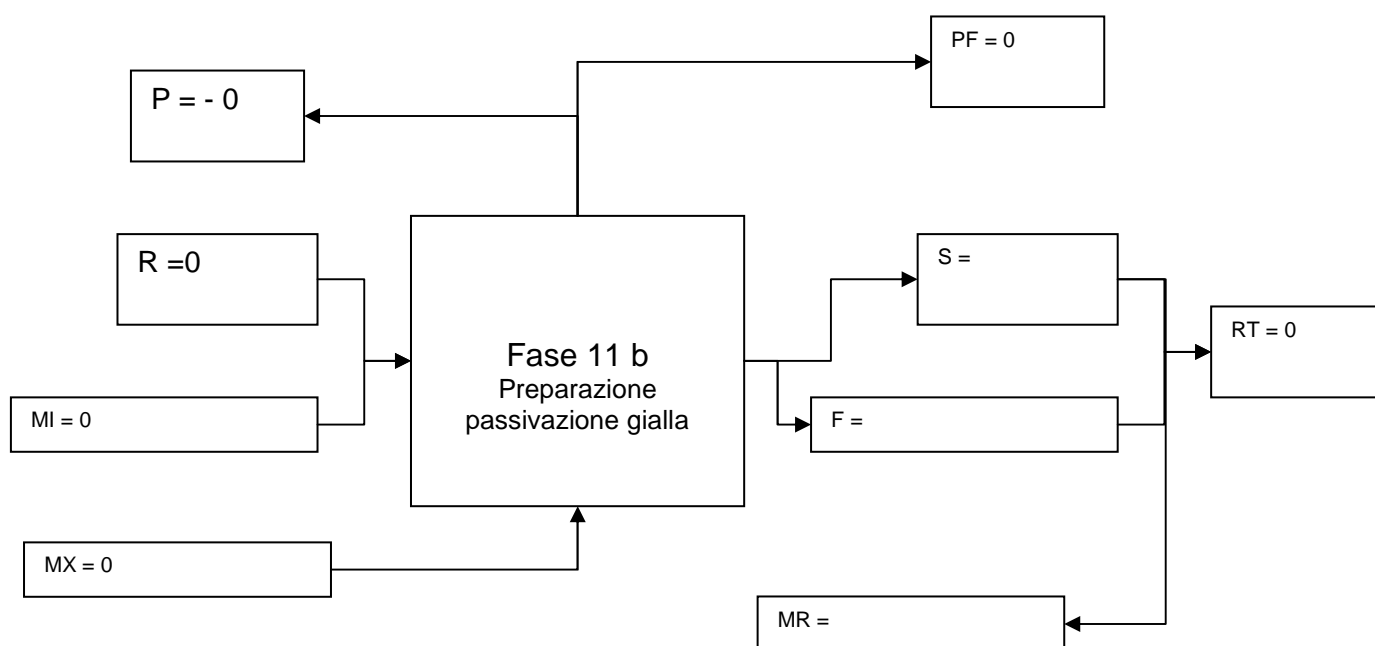 PF = 0
P = - 0
R =0
S =
RT = 0
Fase 11 b
Preparazione
passivazione gialla
MI = 0
F =
MX = 0
MR =